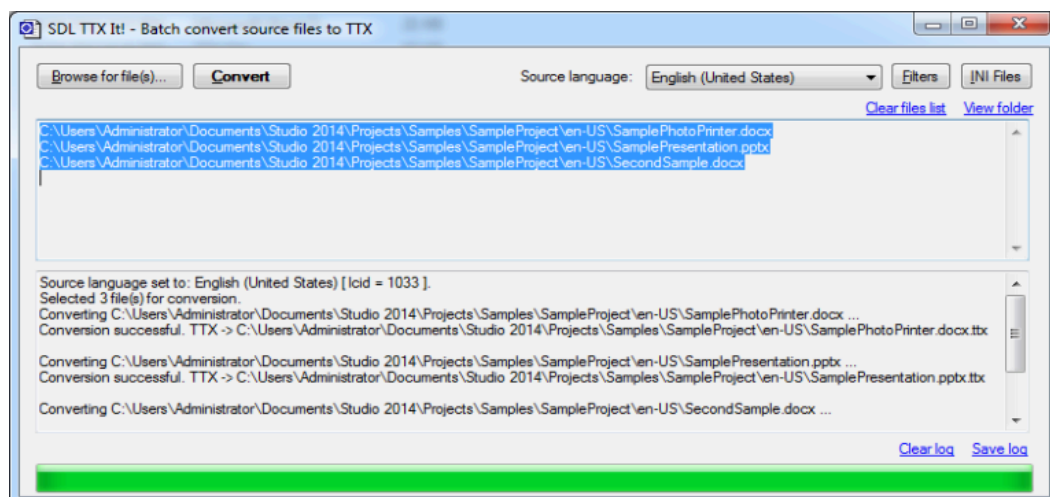 SDL TTX It! - Batch convert source files to TTX
Browse for file(s)... Convert Source language: English (United States) Filters INI Files
Clear files list View folder
C:\Users\Administrator\Documents\Studio 2014\Projects\Samples\SampleProject\en-US\SamplePhotoPrinter.docx
C:\Users\Administrator\Documents\Studio 2014\Projects\Samples\SampleProject\en-US\SamplePresentation.pptx
C:\Users\Administrator\Documents\Studio 2014\Projects\Samples\SampleProject\en-US\SecondSample.docx
Source language set to: English (United States) [ lcid = 1033 ].
Selected 3 file(s) for conversion.
Converting C:\Users\Administrator\Documents\Studio 2014\Projects\Samples\SampleProject\en-US\SamplePhotoPrinter.docx ...
Conversion successful. TTX -> C:\Users\Administrator\Documents\Studio 2014\Projects\Samples\SampleProject\en-US\SamplePhotoPrinter.docx.ttx
Converting C:\Users\Administrator\Documents\Studio 2014\Projects\Samples\SampleProject\en-US\SamplePresentation.pptx ...
Conversion successful. TTX -> C:\Users\Administrator\Documents\Studio 2014\Projects\Samples\SampleProject\en-US\SamplePresentation.pptx.ttx
Converting C:\Users\Administrator\Documents\Studio 2014\Projects\Samples\SampleProject\en-US\SecondSample.docx ...
Clear log Save log